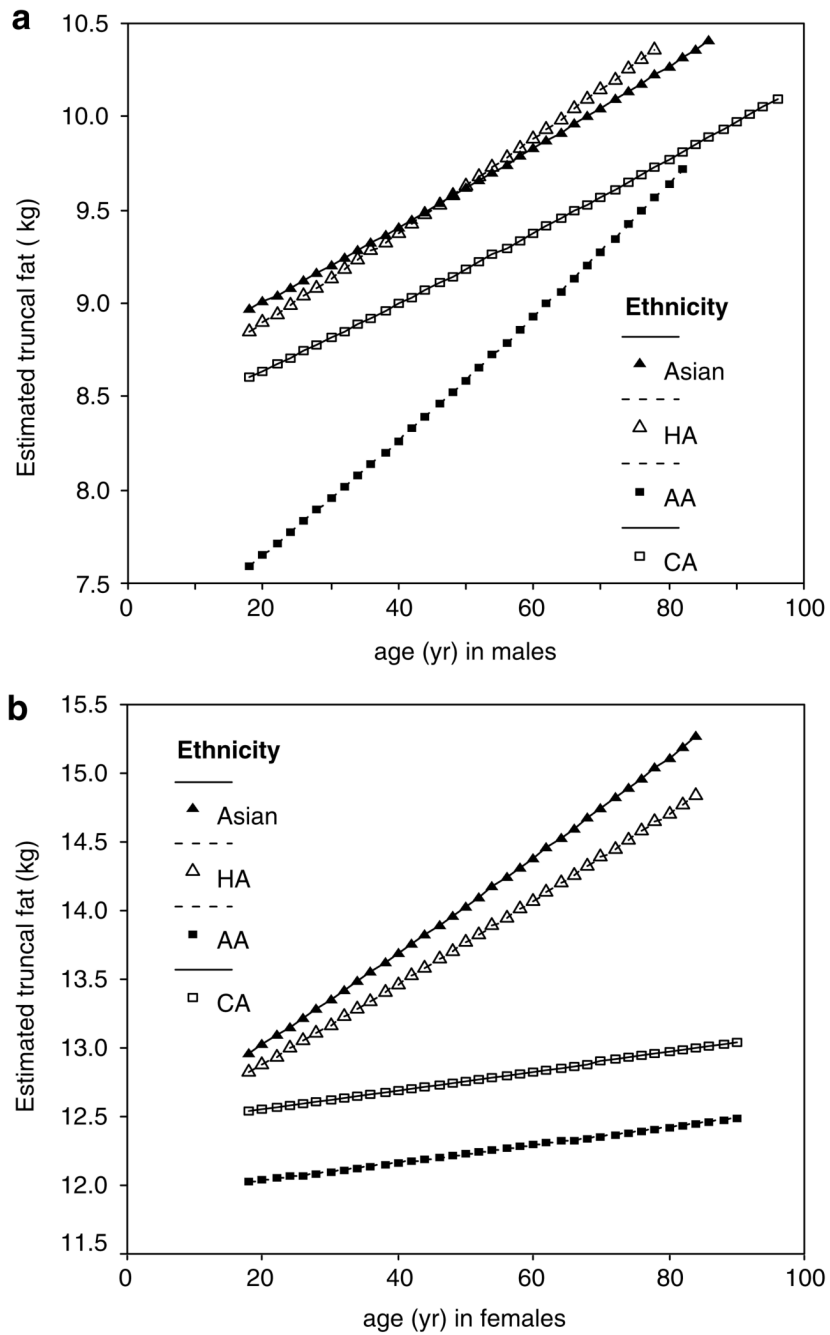 a
10.5
10.0
9.5
9.0
8.5
8.0
7.5
Estimated truncal fat ( kg)
Ethnicity
Asian
HA
AA
CA
0 20 40 60 80 100
age (yr) in males
b
15.5
15.0
14.5
14.0
13.5
13.0
12.5
12.0
11.5
Estimated truncal fat (kg)
Ethnicity
Asian
HA
AA
CA
0 20 40 60 80 100
age (yr) in females